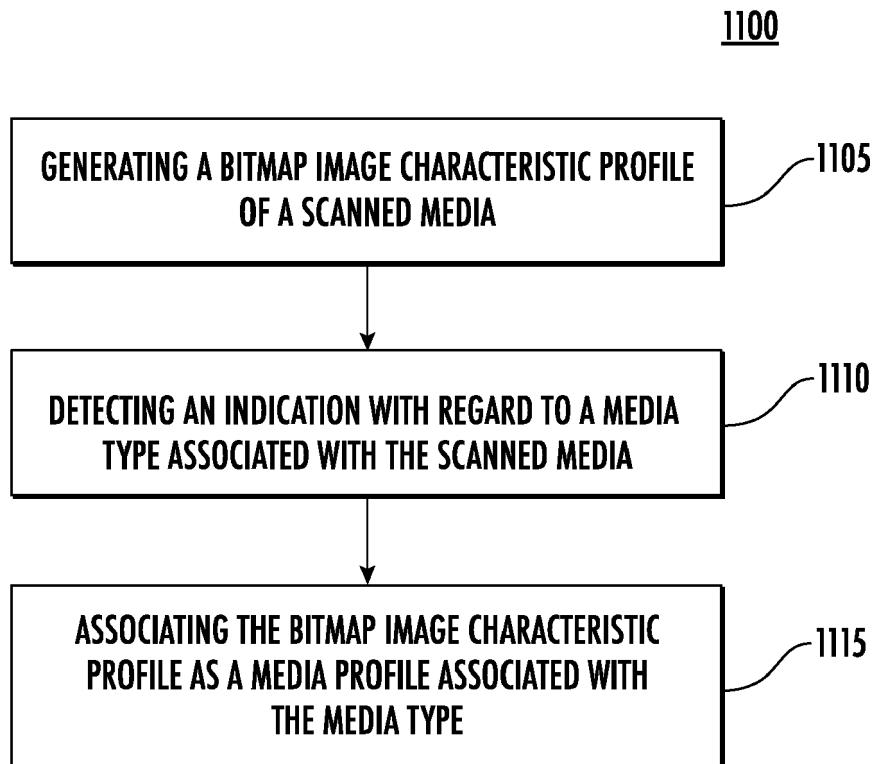 1100
GENERATING A BITMAP IMAGE CHARACTERISTIC PROFILE
OF A SCANNED MEDIA
1105
DETECTING AN INDICATION WITH REGARD TO A MEDIA
TYPE ASSOCIATED WITH THE SCANNED MEDIA
1110
ASSOCIATING THE BITMAP IMAGE CHARACTERISTIC
PROFILE AS A MEDIA PROFILE ASSOCIATED WITH
THE MEDIA TYPE
1115